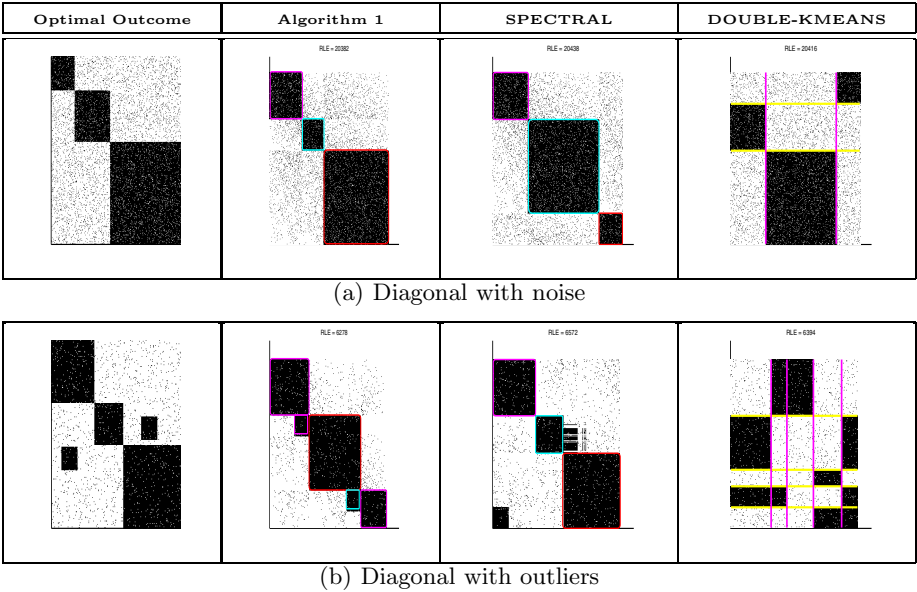 Optimal Outcome Algorithm 1 SPECTRAL DOUBLE-KMEANS
RLE = 20382 RLE = 20438 RLE = 20416
(a) Diagonal with noise
RLE = 6278 RLE = 6572 RLE = 6394
(b) Diagonal with outliers